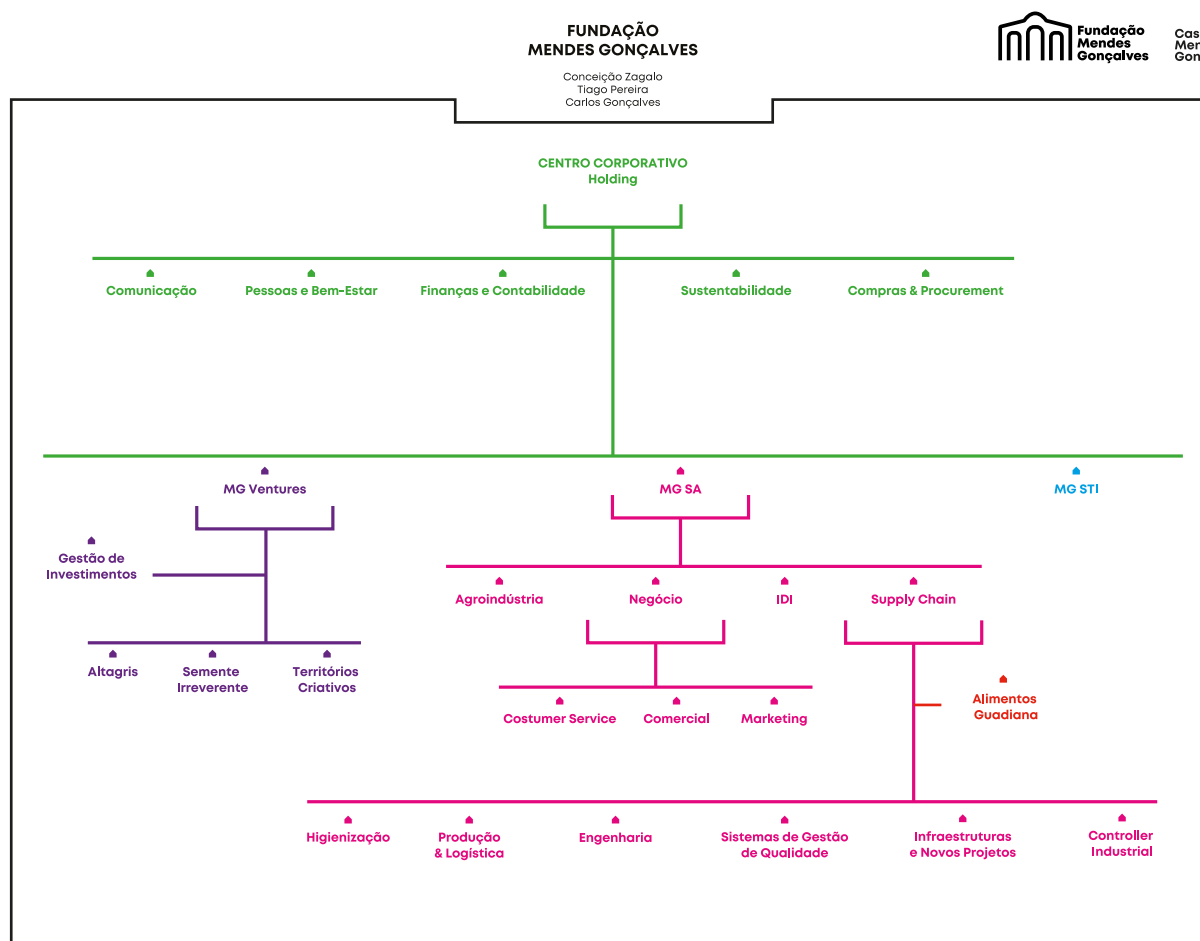 FUNDAÇÃO
MENDES GONÇALVES
Conceição Zagalo
Tiago Pereira
Carlos Gonçalves
Fundação
Mendes
Gonçalves
CENTRO CORPORATIVO
Holding
Comunicação
Pessoas e Bem-Estar
Finanças e Contabilidade
Sustentabilidade
Compras & Procurement
MG Ventures
MG SA
MG STI
Gestão de
Investimentos
Agroindústria
Negócio
IDI
Supply Chain
Altagris
Semente
Irreverente
Territórios
Criativos
Costumer Service
Comercial
Marketing
Alimentos
Guadiana
Higienização
Produção
& Logística
Engenharia
Sistemas de Gestão
de Qualidade
Infraestruturas
e Novos Projetos
Controller
Industrial